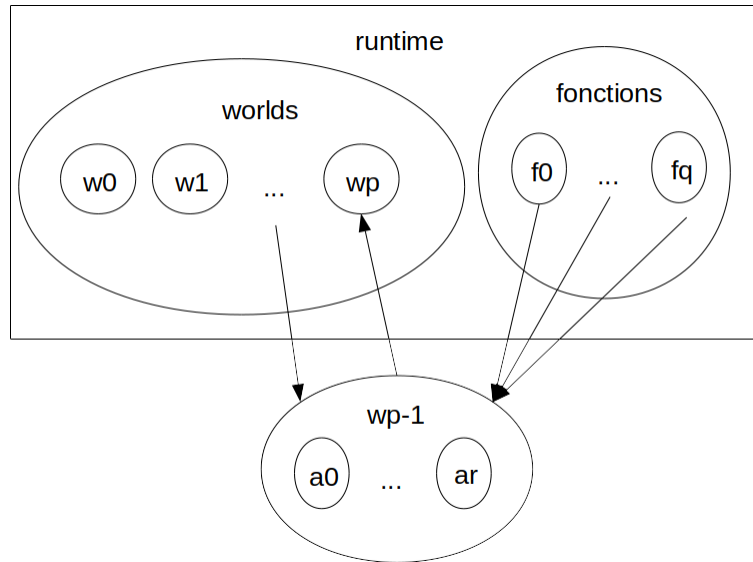 runtime
worlds
fonctions
w0 w1 ... wp
f0 ... fq
wp-1
a0 ... ar